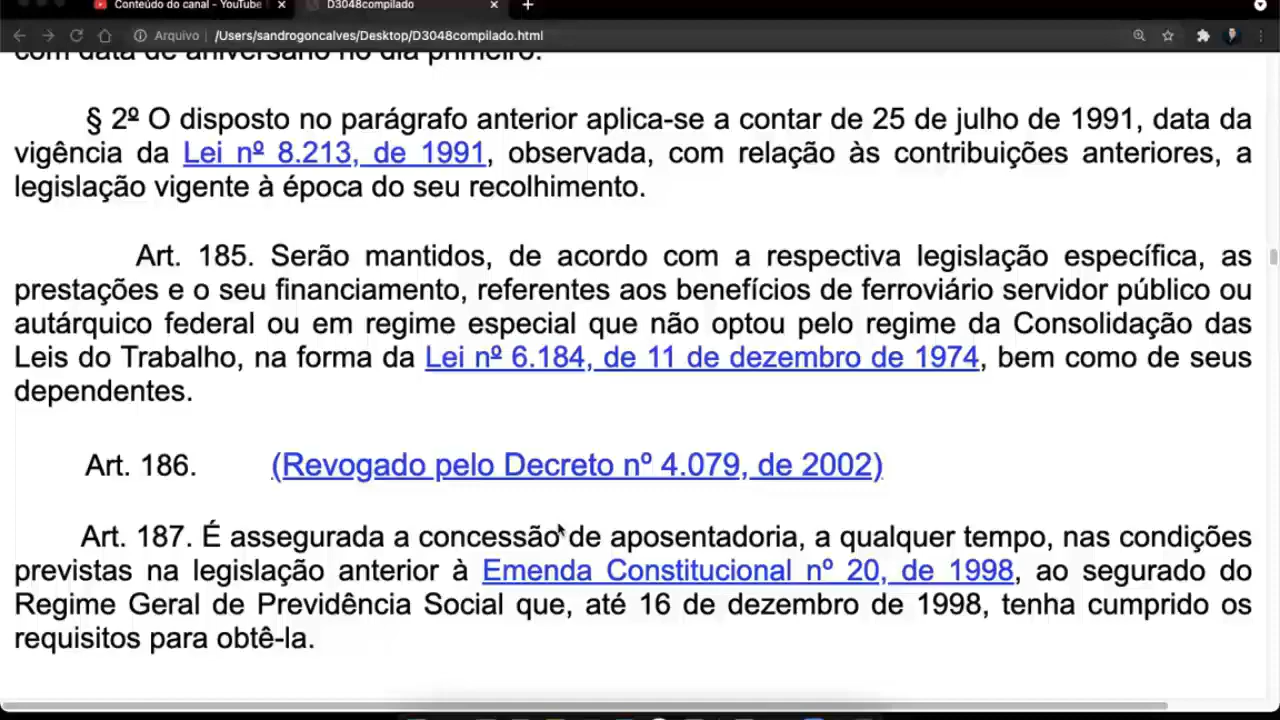 Conteúdo do canal - YouTube
D3048compilado
Arquivo | /Users/sandrogoncalves/Desktop/D3048compilado.html
com data de aniversário no dia primeiro.
§ 2º O disposto no parágrafo anterior aplica-se a contar de 25 de julho de 1991, data da
vigência da Lei nº 8.213, de 1991, observada, com relação às contribuições anteriores, a
legislação vigente à época do seu recolhimento.
Art. 185. Serão mantidos, de acordo com a respectiva legislação específica, as
prestações e o seu financiamento, referentes aos benefícios de ferroviário servidor público ou
autárquico federal ou em regime especial que não optou pelo regime da Consolidação das
Leis do Trabalho, na forma da Lei nº 6.184, de 11 de dezembro de 1974, bem como de seus
dependentes.
Art. 186. (Revogado pelo Decreto nº 4.079, de 2002)
Art. 187. É assegurada a concessão de aposentadoria, a qualquer tempo, nas condições
previstas na legislação anterior à Emenda Constitucional nº 20, de 1998, ao segurado do
Regime Geral de Previdência Social que, até 16 de dezembro de 1998, tenha cumprido os
requisitos para obtê-la.